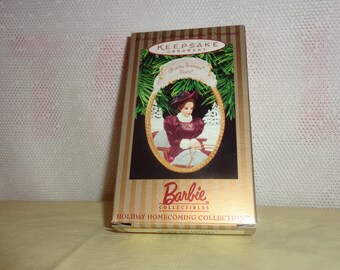 KEEPSAKE
ORNAMENT
Barbie
COLLECTIBLES
HOLIDAY HOMECOMING COLLECTION